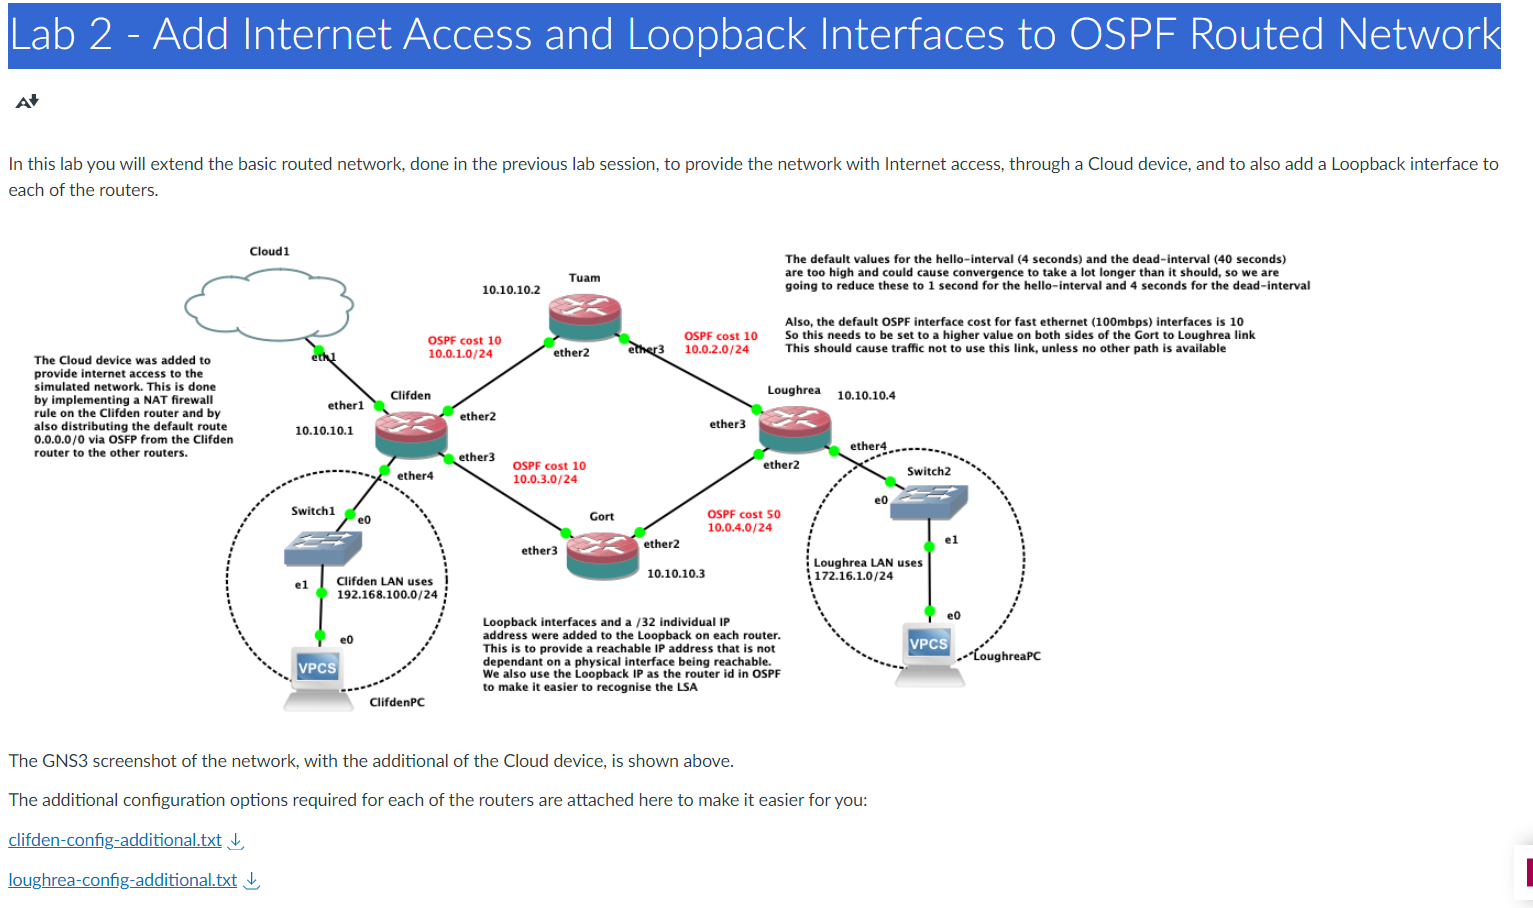 Lab 2 - Add Internet Access and Loopback Interfaces to OSPF Routed Network
In this lab you will extend the basic routed network, done in the previous lab session, to provide the network with Internet access, through a Cloud device, and to also add a Loopback interface to
each of the routers.
Cloud1
eth1
The Cloud device was added to
provide internet access to the
simulated network. This is done
by implementing a NAT firewall
rule on the Clifden router and by
also distributing the default route
0.0.0.0/0 via OSFP from the Clifden
router to the other routers.
Tuam
10.10.10.2
ether2
ether3
OSPF cost 10
10.0.1.0/24
OSPF cost 10
10.0.2.0/24
The default values for the hello-interval (4 seconds) and the dead-interval (40 seconds)
are too high and could cause convergence to take a lot longer than it should, so we are
going to reduce these to 1 second for the hello-interval and 4 seconds for the dead-interval
Also, the default OSPF interface cost for fast ethernet (100mbps) interfaces is 10
So this needs to be set to a higher value on both sides of the Gort to Loughrea link
This should cause traffic not to use this link, unless no other path is available
Clifden
ether1
10.10.10.1
ether2
ether3
ether4
OSPF cost 10
10.0.3.0/24
Loughrea
10.10.10.4
ether3
ether2
ether4
OSPF cost 50
10.0.4.0/24
Gort
ether3
ether2
10.10.10.3
Switch1
e0
e1
Clifden LAN uses
192.168.100.0/24
e0
VPCS
ClifdenPC
Switch2
e0
e1
Loughrea LAN uses
172.16.1.0/24
e0
VPCS
LoughreaPC
Loopback interfaces and a /32 individual IP
address were added to the Loopback on each router.
This is to provide a reachable IP address that is not
dependant on a physical interface being reachable.
We also use the Loopback IP as the router id in OSPF
to make it easier to recognise the LSA
The GNS3 screenshot of the network, with the additional of the Cloud device, is shown above.
The additional configuration options required for each of the routers are attached here to make it easier for you:
clifden-config-additional.txt
loughrea-config-additional.txt